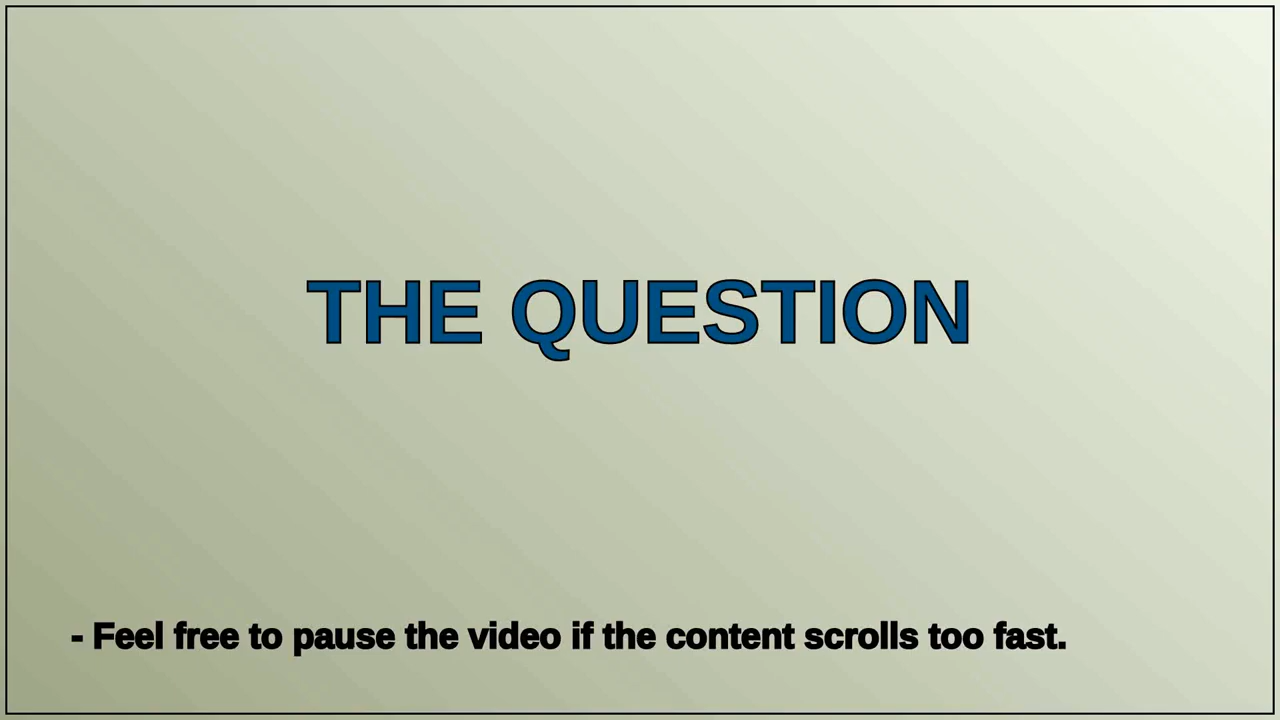 THE QUESTION
- Feel free to pause the video if the content scrolls too fast.